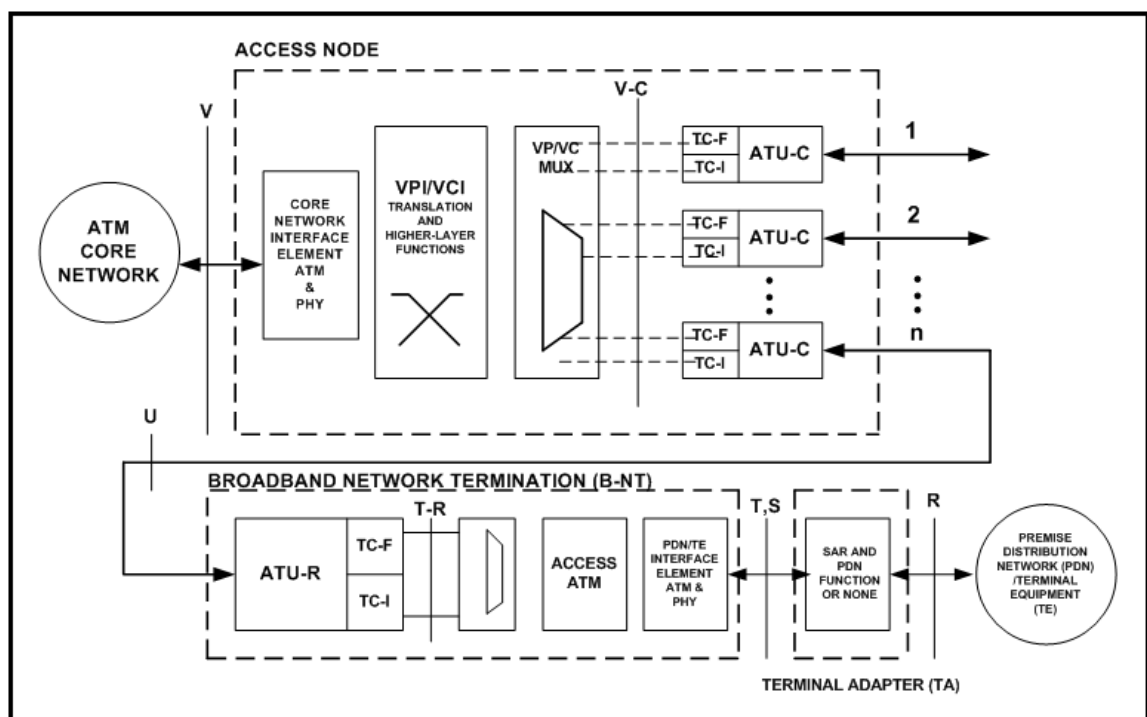 ACCESS NODE
V
V-C
ATM
CORE
NETWORK
CORE
NETWORK
INTERFACE
ELEMENT
ATM
&
PHY
VPI/VCI
TRANSLATION
AND
HIGHER-LAYER
FUNCTIONS
VP/VC
MUX
TC-F
TC-I
ATU-C
1
TC-F
TC-I
ATU-C
2
TC-F
TC-I
ATU-C
n
U
BROADBAND NETWORK TERMINATION (B-NT)
T-R
T,S
R
ATU-R
TC-F
TC-I
ACCESS
ATM
PDN/TE
INTERFACE
ELEMENT
ATM &
PHY
SAR AND
PDN
FUNCTION
OR NONE
PREMISE
DISTRIBUTION
NETWORK (PDN)
/TERMINAL
EQUIPMENT
(TE)
TERMINAL ADAPTER (TA)